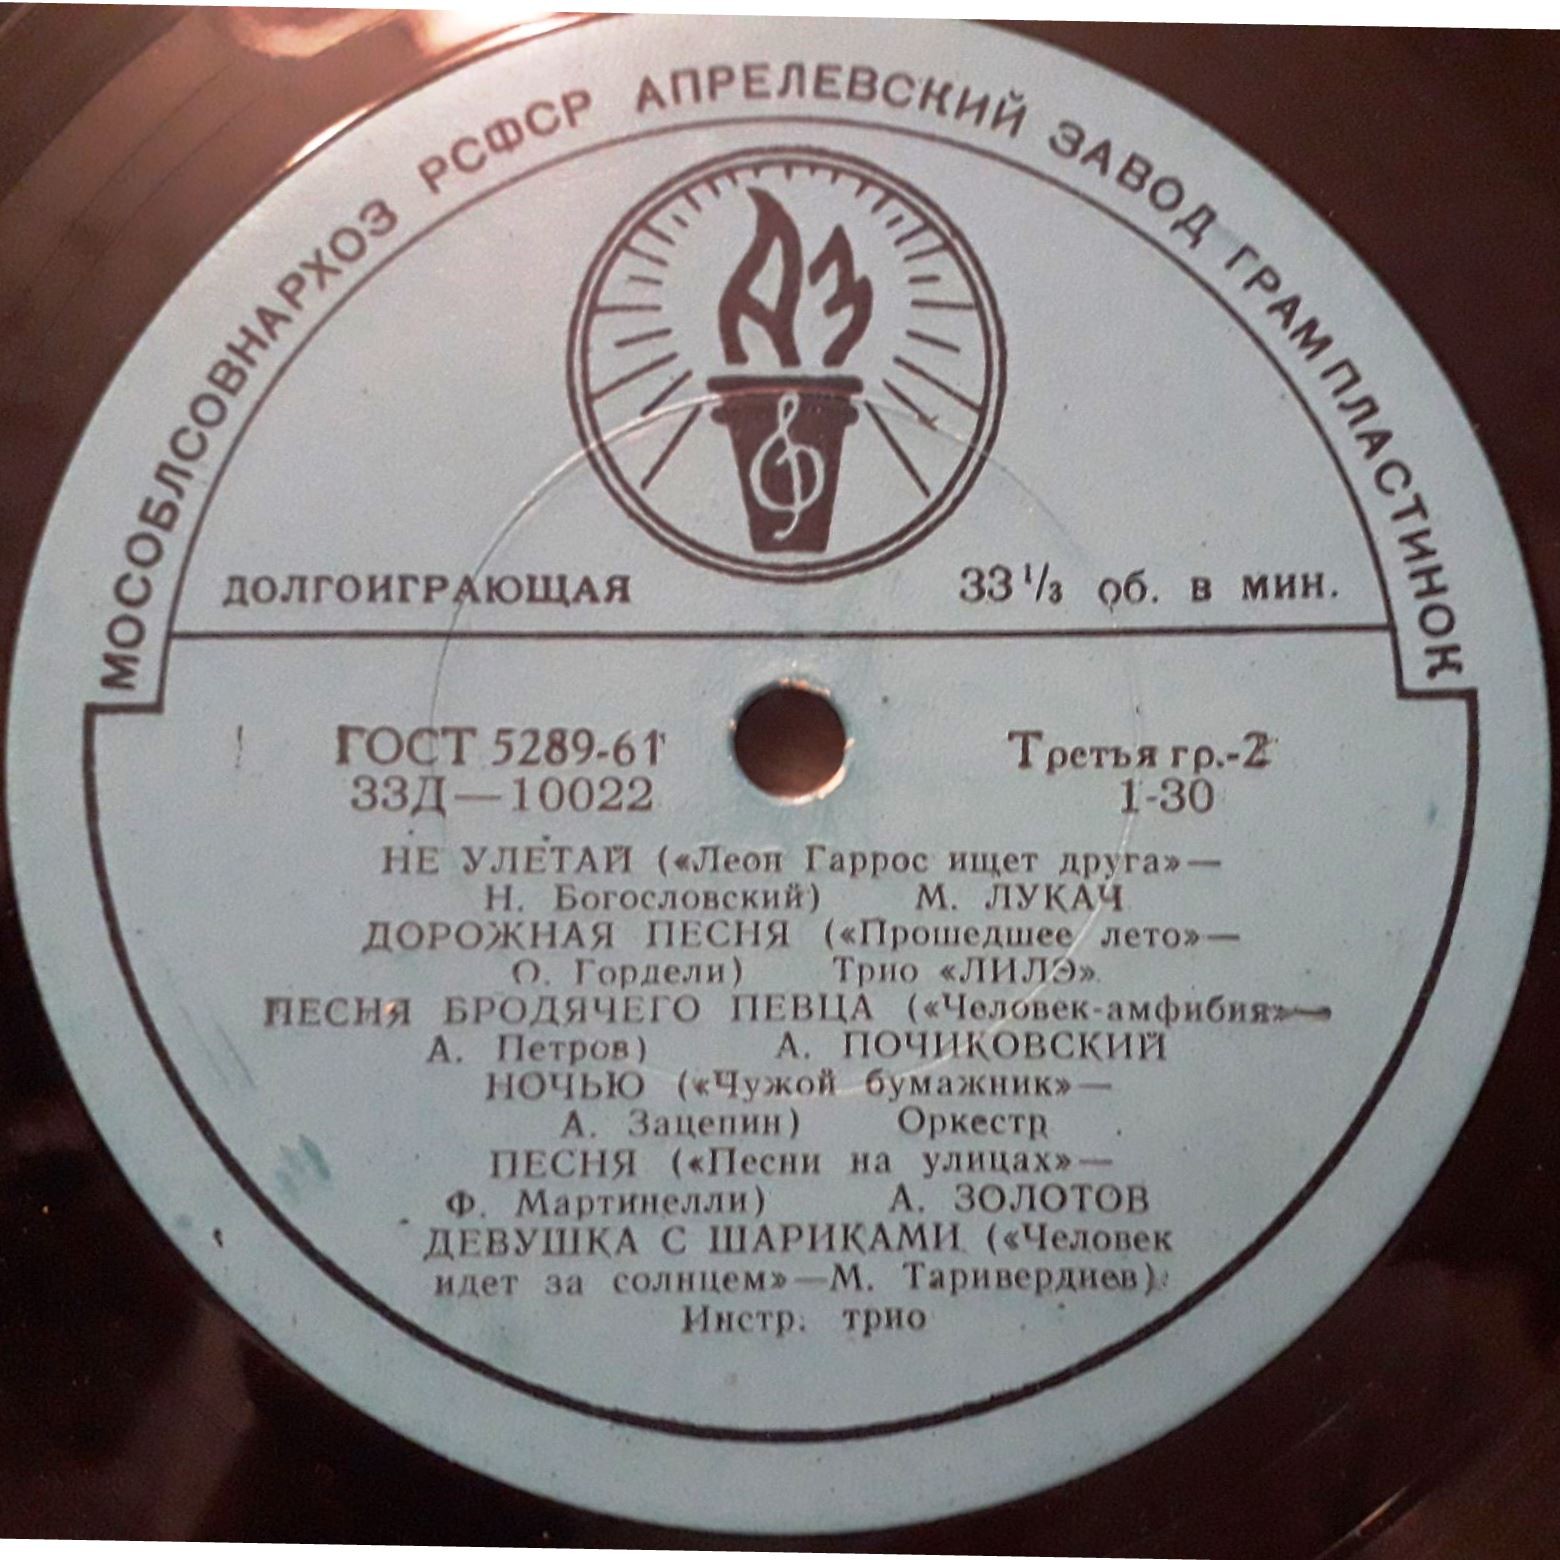 МОСОБЛСОВНАРХОЗ РСФСР АПРЕЛЕВСКИЙ ЗАВОД ГРАМПЛАСТИНОК
АЗ
ДОЛГОИГРАЮЩАЯ 33 1/3 об. в мин.
ГОСТ 5289-61 Третья гр.-2
33Д—10022 1-30
НЕ УЛЕТАЙ («Леон Гаррос ищет друга»—
Н. Богословский) М. ЛУКАЧ
ДОРОЖНАЯ ПЕСНЯ («Прошедшее лето»—
О. Гордели) Трио «ЛИЛЭ»
ПЕСНЯ БРОДЯЧЕГО ПЕВЦА («Человек-амфибия»—
А. Петров) А. ПОЧИКОВСКИЙ
НОЧЬЮ («Чужой бумажник»—
А. Зацепин) Оркестр
ПЕСНЯ («Песни на улицах»—
Ф. Мартинелли) А. ЗОЛОТОВ
ДЕВУШКА С ШАРИКАМИ («Человек
идет за солнцем»—М. Таривердиев)
Инстр. трио